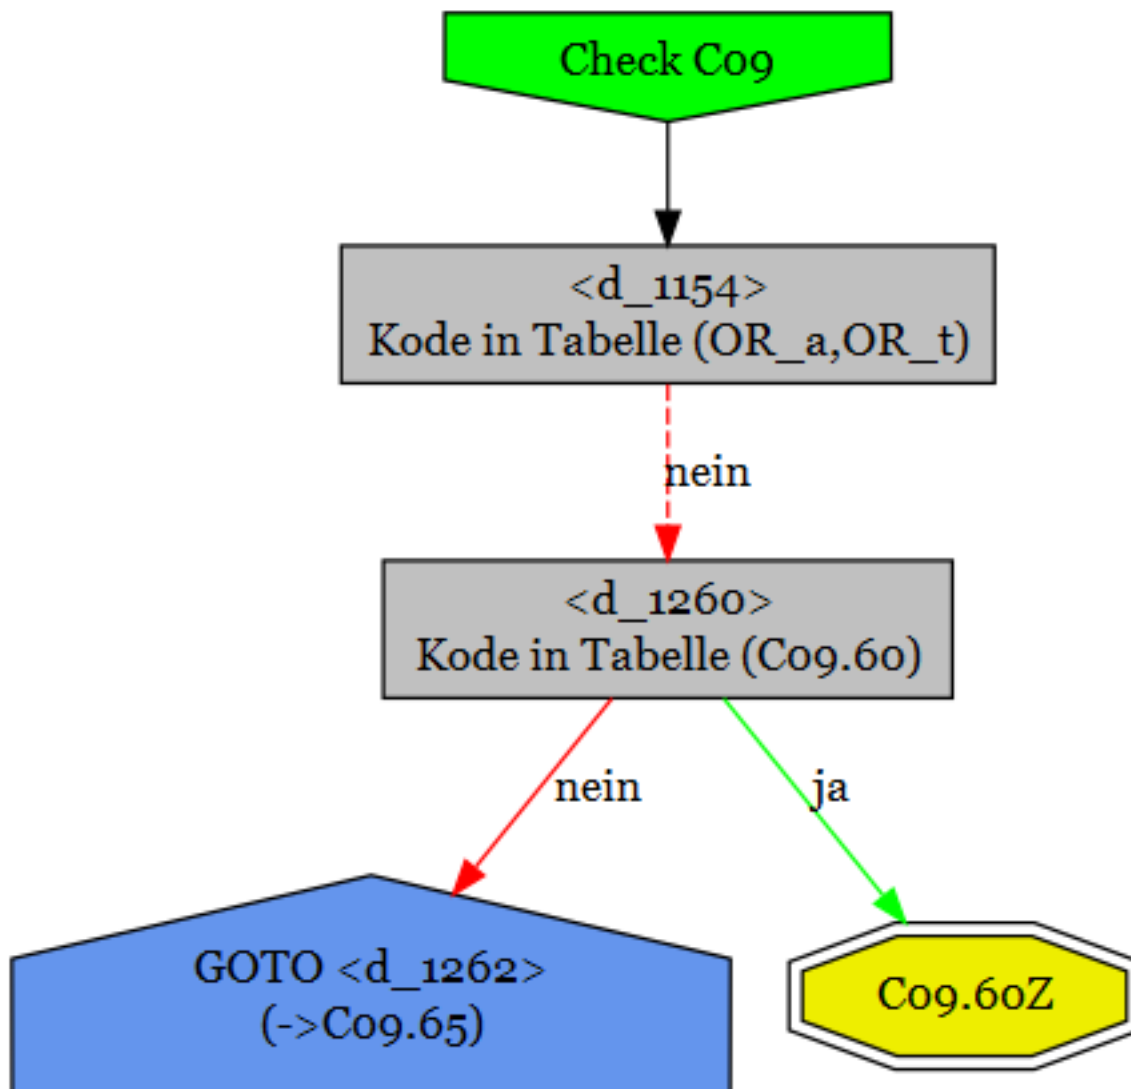 Check C09
<d_1154>
Kode in Tabelle (OR_a,OR_t)
nein
<d_1260>
Kode in Tabelle (C09.60)
nein
ja
GOTO <d_1262>
(->C09.65)
C09.60Z